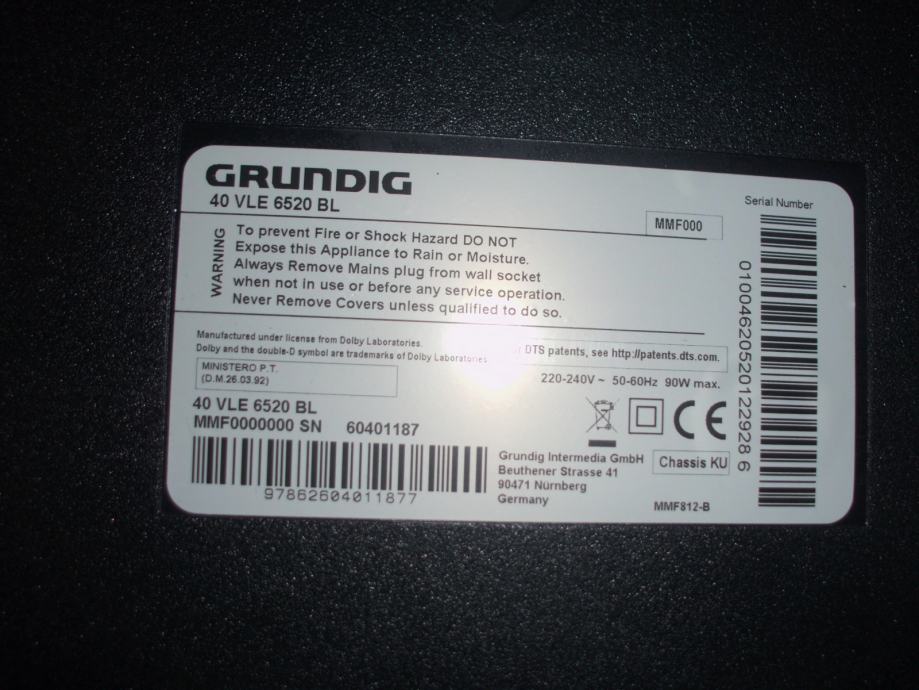 GRUNDIG
40 VLE 6520 BL
MMF000
Serial Number
WARNING
To prevent Fire or Shock Hazard DO NOT
Expose this Appliance to Rain or Moisture.
Always Remove Mains plug from wall socket
when not in use or before any service operation.
Never Remove Covers unless qualified to do so.
01004620520122928 6
Manufactured under license from Dolby Laboratories.
Dolby and the double-D symbol are trademarks of Dolby Laboratories
DTS patents, see http://patents.dts.com.
MINISTERO P.T.
(D.M.26.03.92)
220-240V ~ 50-60Hz 90W max.
40 VLE 6520 BL
MMF0000000 SN 60401187
CE
97862604011877
Grundig Intermedia GmbH
Beuthener Strasse 41
90471 Nürnberg
Germany
Chassis KU
MMF812-B